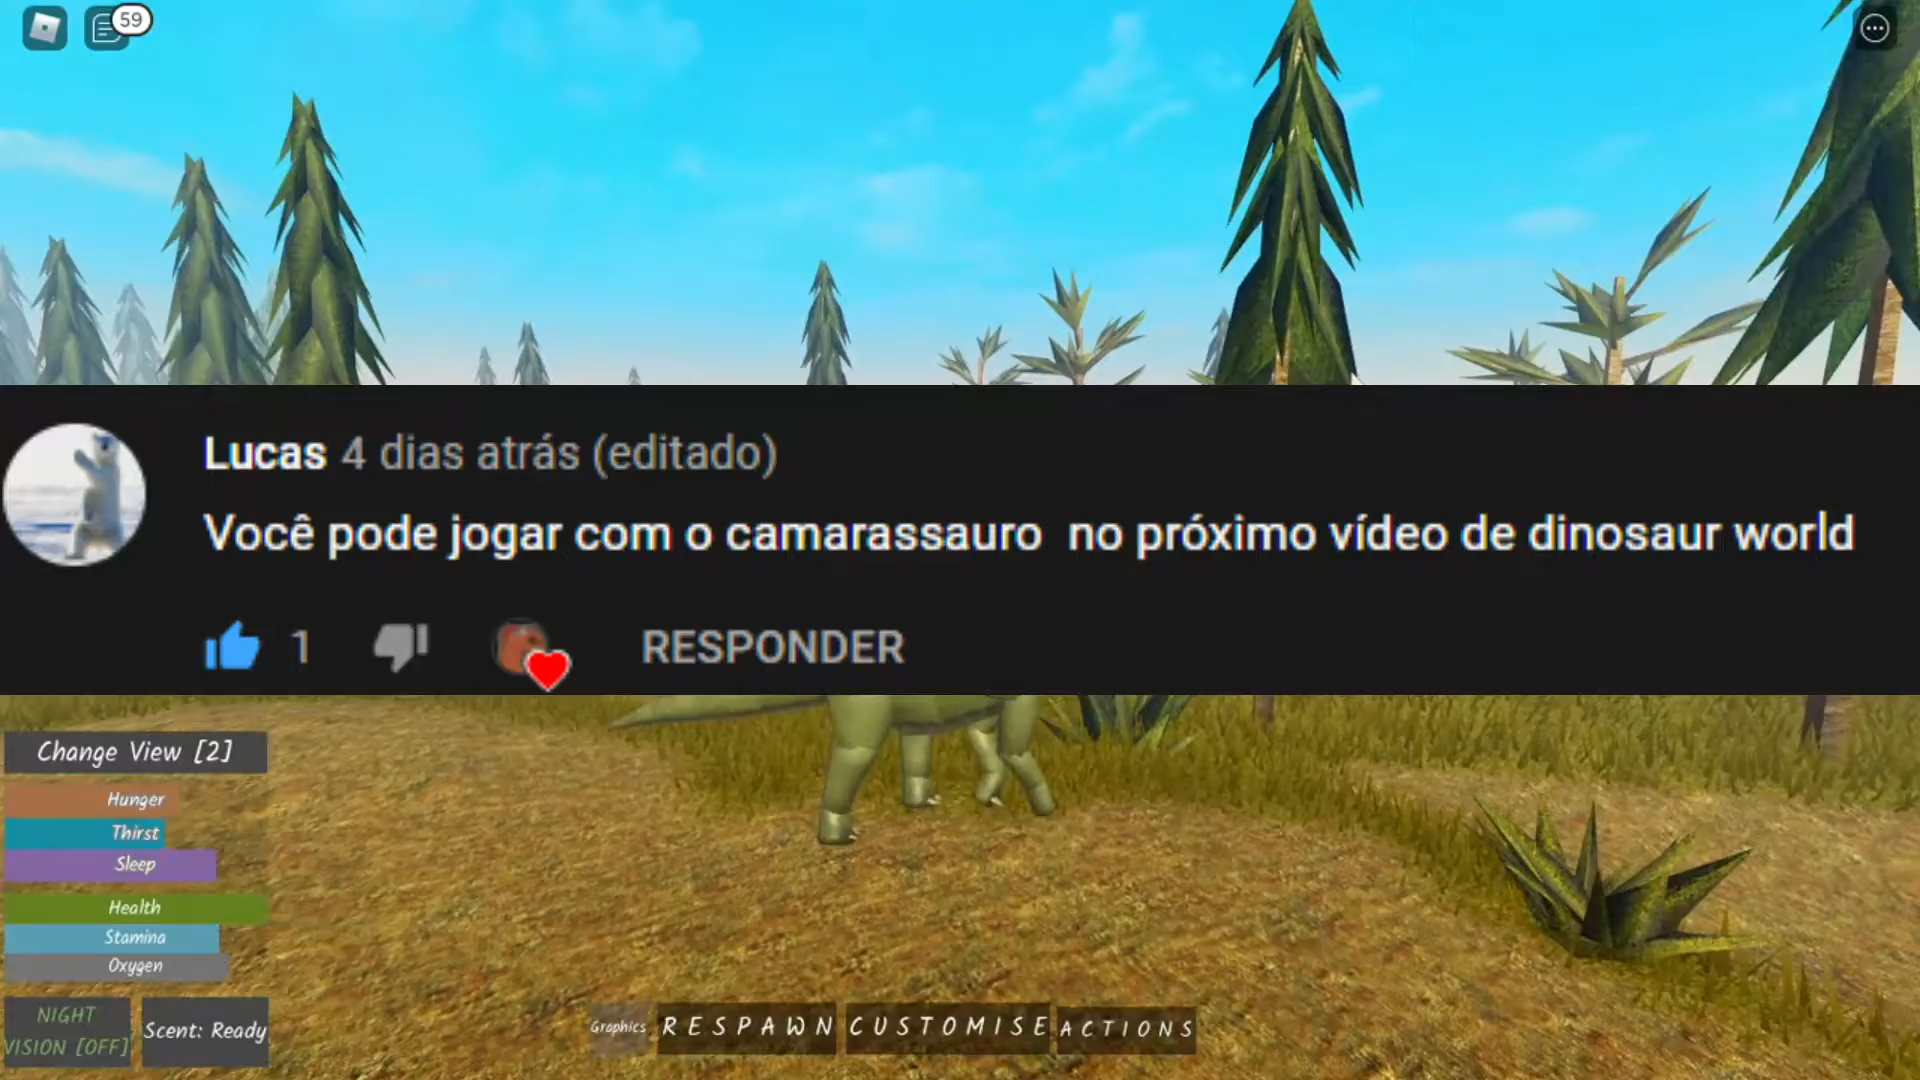 59
Lucas 4 dias atrás (editado)
Você pode jogar com o camarassauro no próximo vídeo de dinosaur world
1 RESPONDER
Change View [2]
Hunger
Thirst
Sleep
Health
Stamina
Oxygen
NIGHT
VISION [OFF]
Scent: Ready
Graphics RESPAWN CUSTOMISE ACTIONS